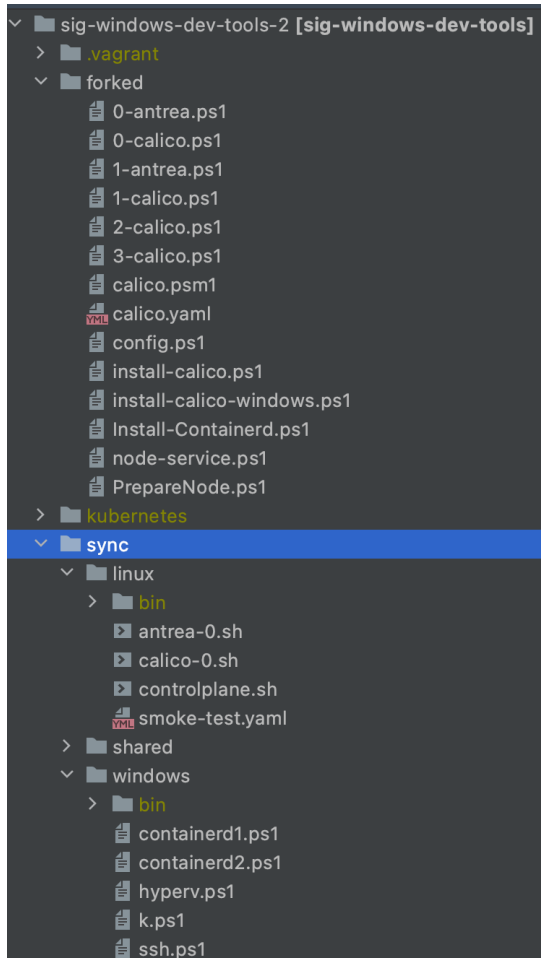 sig-windows-dev-tools-2 [sig-windows-dev-tools]
.vagrant
forked
0-antrea.ps1
0-calico.ps1
1-antrea.ps1
1-calico.ps1
2-calico.ps1
3-calico.ps1
calico.psm1
YML calico.yaml
config.ps1
install-calico.ps1
install-calico-windows.ps1
Install-Containerd.ps1
node-service.ps1
PrepareNode.ps1
kubernetes
sync
linux
bin
antrea-0.sh
calico-0.sh
controlplane.sh
YML smoke-test.yaml
shared
windows
bin
containerd1.ps1
containerd2.ps1
hyperv.ps1
k.ps1
ssh.ps1